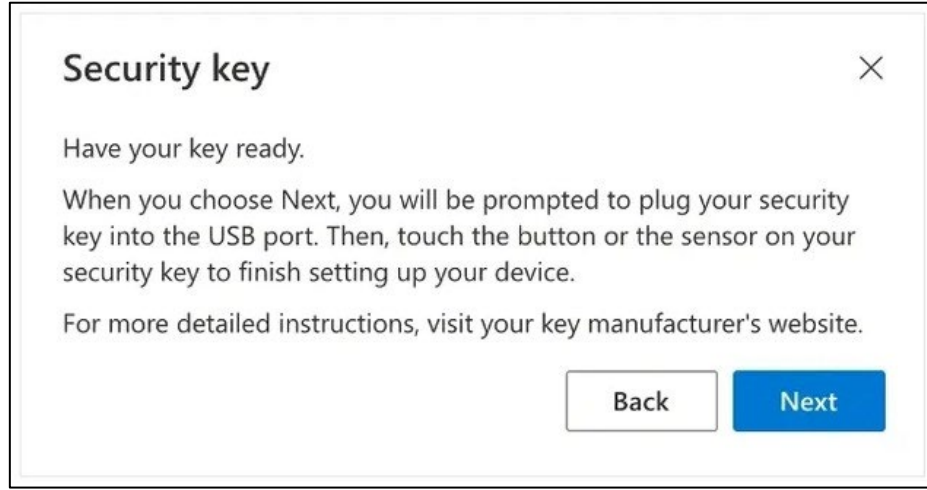 Security key
Have your key ready.
When you choose Next, you will be prompted to plug your security
key into the USB port. Then, touch the button or the sensor on your
security key to finish setting up your device.
For more detailed instructions, visit your key manufacturer's website.
Back
Next